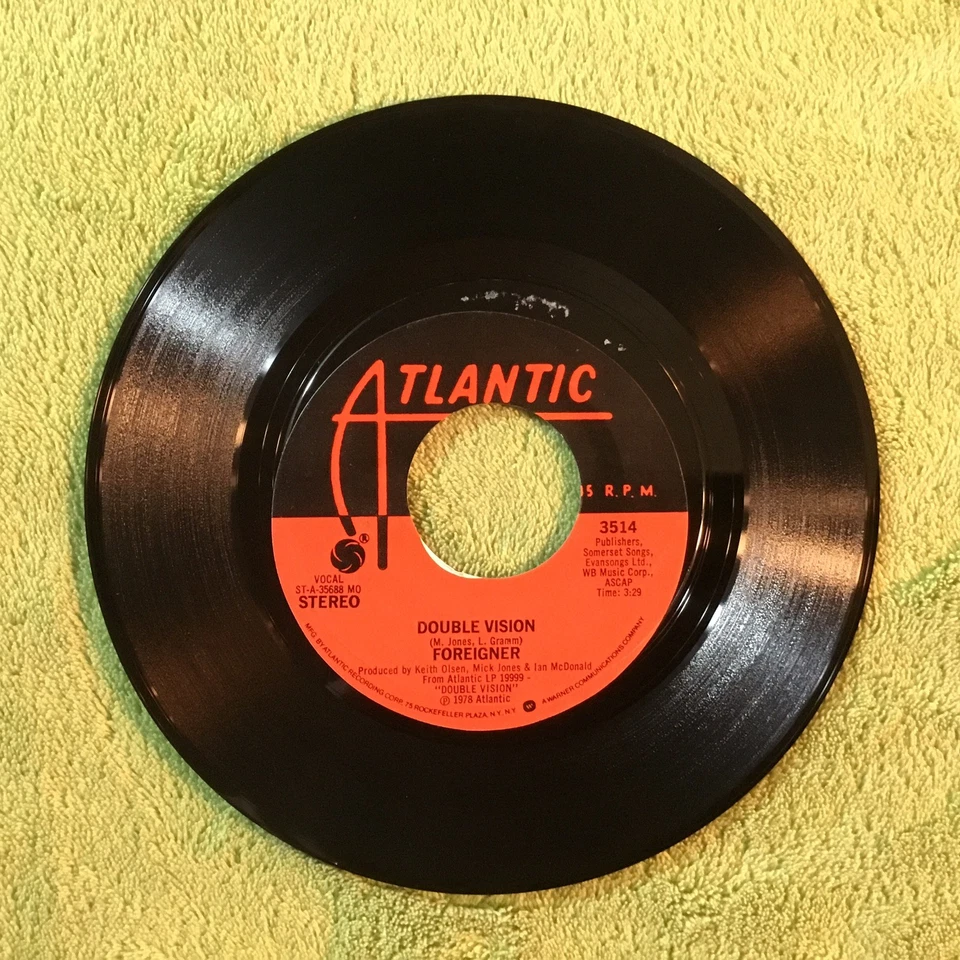 ATLANTIC
R.P.M.
3514
Publishers,
Somerset Songs,
Evansongs Ltd.,
WB Music Corp.,
ASCAP
Time: 3:29
®
VOCAL
ST-A-35688 MO
STEREO
DOUBLE VISION
(M. Jones, L. Gramm)
FOREIGNER
Produced by Keith Olsen, Mick Jones & Ian McDonald
From Atlantic LP 19999 -
"DOUBLE VISION"
℗ 1978 Atlantic
MFG. BY ATLANTIC RECORDING CORP., 75 ROCKEFELLER PLAZA, N.Y. N.Y. W A WARNER COMMUNICATIONS COMPANY